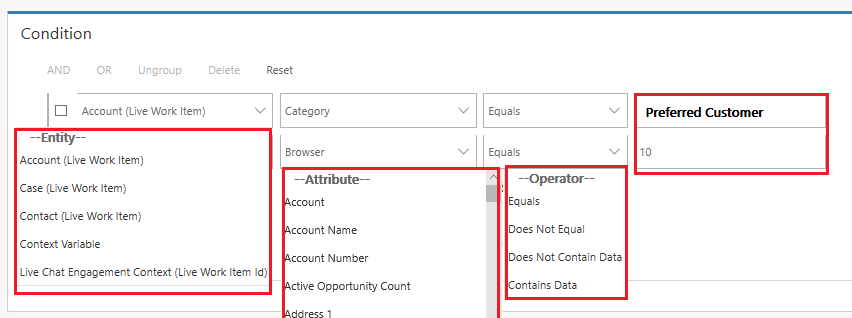 Condition
AND OR Ungroup Delete Reset
Account (Live Work Item) Category Equals Preferred Customer
Browser Equals 10
--Entity--
Account (Live Work Item)
Case (Live Work Item)
Contact (Live Work Item)
Context Variable
Live Chat Engagement Context (Live Work Item Id)
--Attribute--
Account
Account Name
Account Number
Active Opportunity Count
Address 1
--Operator--
Equals
Does Not Equal
Does Not Contain Data
Contains Data